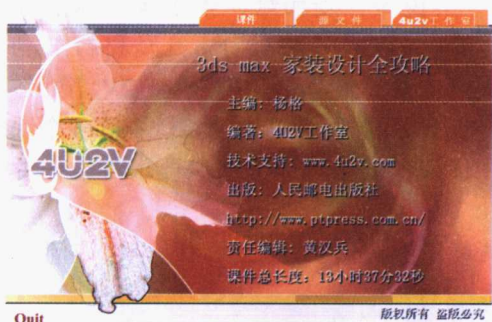 课件 源文件 4u2v工作室
3ds max 家装设计全攻略
主编：杨格
编著：4U2V工作室
技术支持：www.4u2v.com
4U2V
出版：人民邮电出版社
http://www.ptpress.com.cn/
责任编辑：黄汉兵
课件总长度：13小时37分32秒
Quit 版权所有 盗版必究